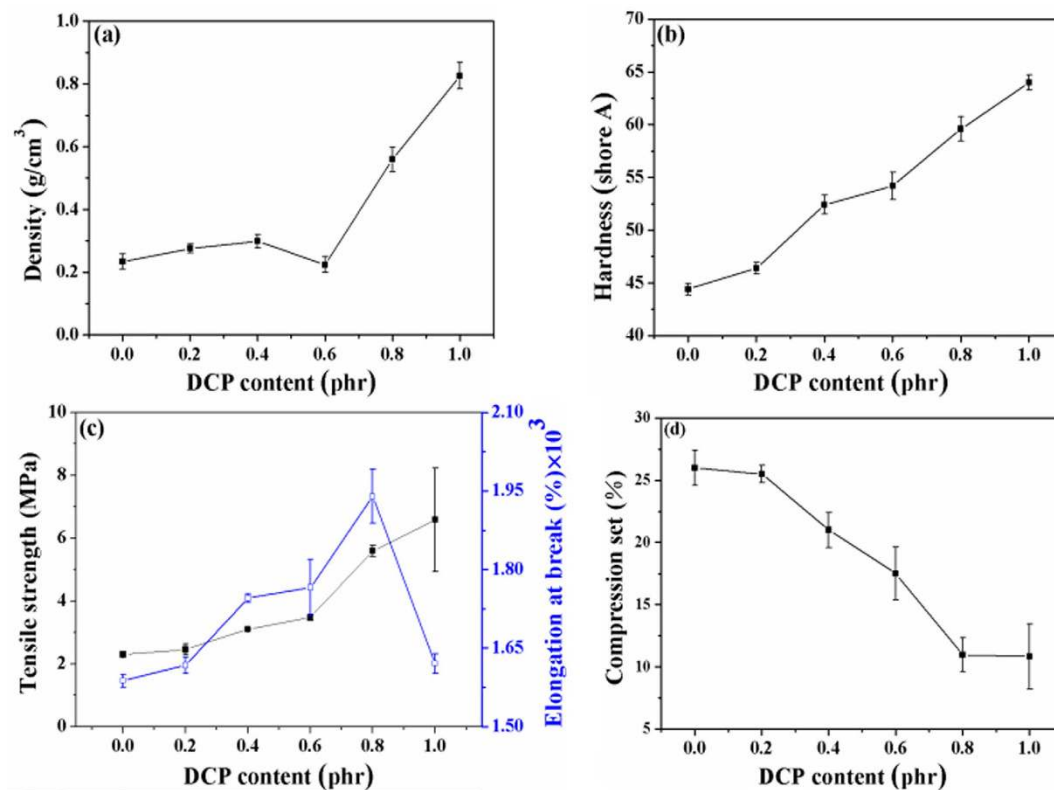 (a)
1.0
0.8
0.6
0.4
0.2
0.0
Density (g/cm³)
0.0 0.2 0.4 0.6 0.8 1.0
DCP content (phr)
(b)
70
65
60
55
50
45
40
Hardness (shore A)
0.0 0.2 0.4 0.6 0.8 1.0
DCP content (phr)
(c)
10
8
6
4
2
0
Tensile strength (MPa)
2.10
1.95
1.80
1.65
1.50
Elongation at break (%)×10³
0.0 0.2 0.4 0.6 0.8 1.0
DCP content (phr)
(d)
30
25
20
15
10
5
Compression set (%)
0.0 0.2 0.4 0.6 0.8 1.0
DCP content (phr)